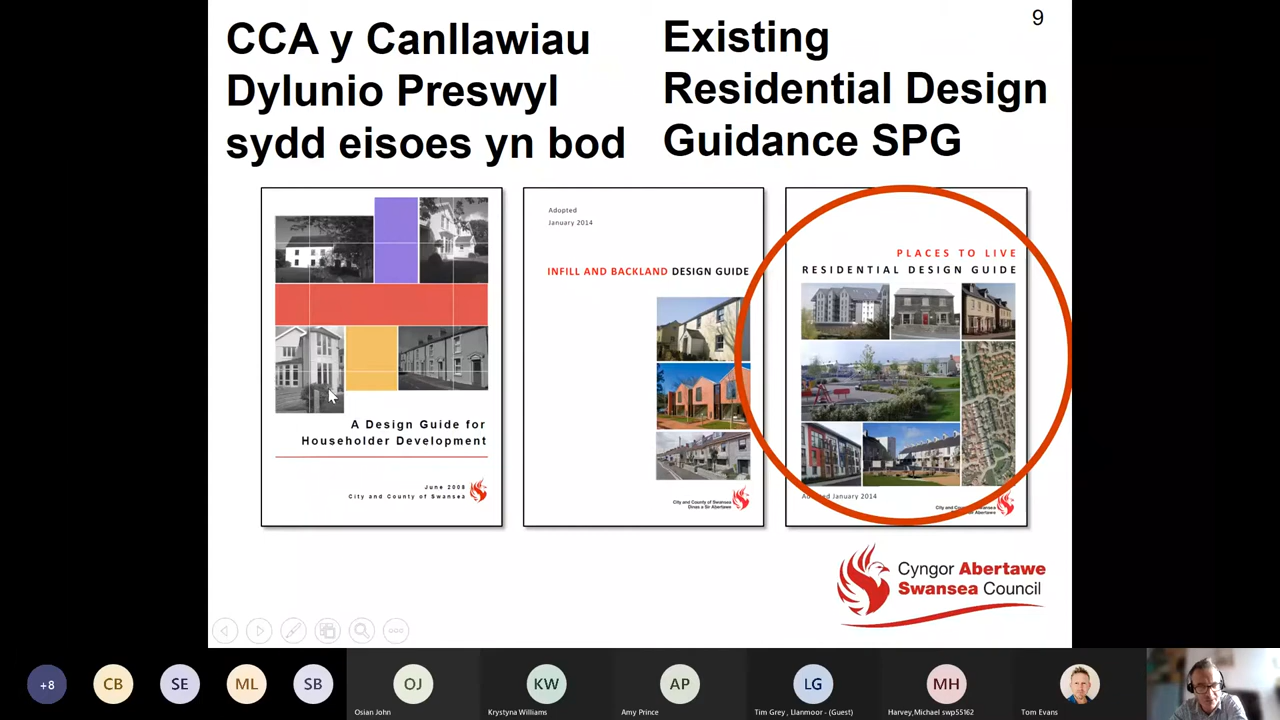 9
CCA y Canllawiau
Dylunio Preswyl
sydd eisoes yn bod
Existing
Residential Design
Guidance SPG
A Design Guide for
Householder Development
June 2008
City and County of Swansea
Adopted
January 2014
INFILL AND BACKLAND DESIGN GUIDE
City and County of Swansea
Dinas a Sir Abertawe
PLACES TO LIVE
RESIDENTIAL DESIGN GUIDE
Adopted January 2014
Cyngor Abertawe
Swansea Council
+8
CB
SE
ML
SB
OJ
Osian John
KW
Krystyna Williams
AP
Amy Prince
LG
Tim Grey , Llanmoor - (Guest)
MH
Harvey,Michael swp55162
Tom Evans